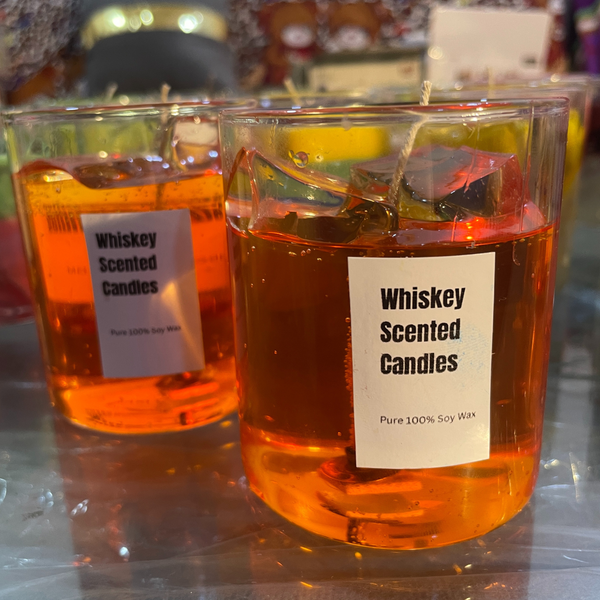 Whiskey
Scented
Candles
Pure 100% Soy Wax
Whiskey
Scented
Candles
Pure 100% Soy Wax